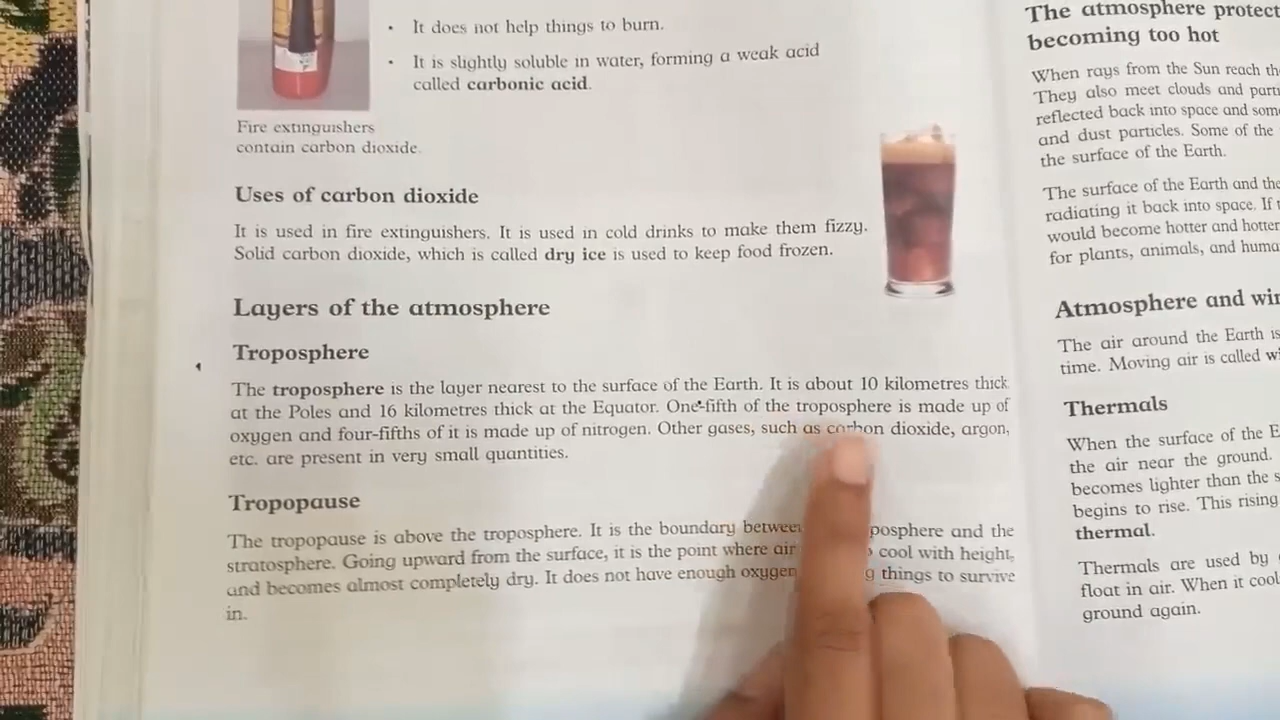 It does not help things to burn.
It is slightly soluble in water, forming a weak acid
called carbonic acid.
Fire extinguishers
contain carbon dioxide.
Uses of carbon dioxide
It is used in fire extinguishers. It is used in cold drinks to make them fizzy.
Solid carbon dioxide, which is called dry ice is used to keep food frozen.
Layers of the atmosphere
Troposphere
The troposphere is the layer nearest to the surface of the Earth. It is about 10 kilometres thick
at the Poles and 16 kilometres thick at the Equator. One-fifth of the troposphere is made up of
oxygen and four-fifths of it is made up of nitrogen. Other gases, such as carbon dioxide, argon,
etc. are present in very small quantities.
Tropopause
The tropopause is above the troposphere. It is the boundary between posphere and the
stratosphere. Going upward from the surface, it is the point where air cool with height,
and becomes almost completely dry. It does not have enough oxygen things to survive
in.
The atmosphere protect
becoming too hot
When rays from the Sun reach
They also meet clouds and
reflected back into space and
and dust particles. Some of the
the surface of the Earth.
The surface of the Earth and
radiating it back into space. If
would become hotter and hotter
for plants, animals, and
Atmosphere and
The air around the Earth is
time. Moving air is called
Thermals
When the surface of the
the air near the ground.
becomes lighter than the
begins to rise. This rising
thermal.
Thermals are used by
float in air. When it cool
ground again.